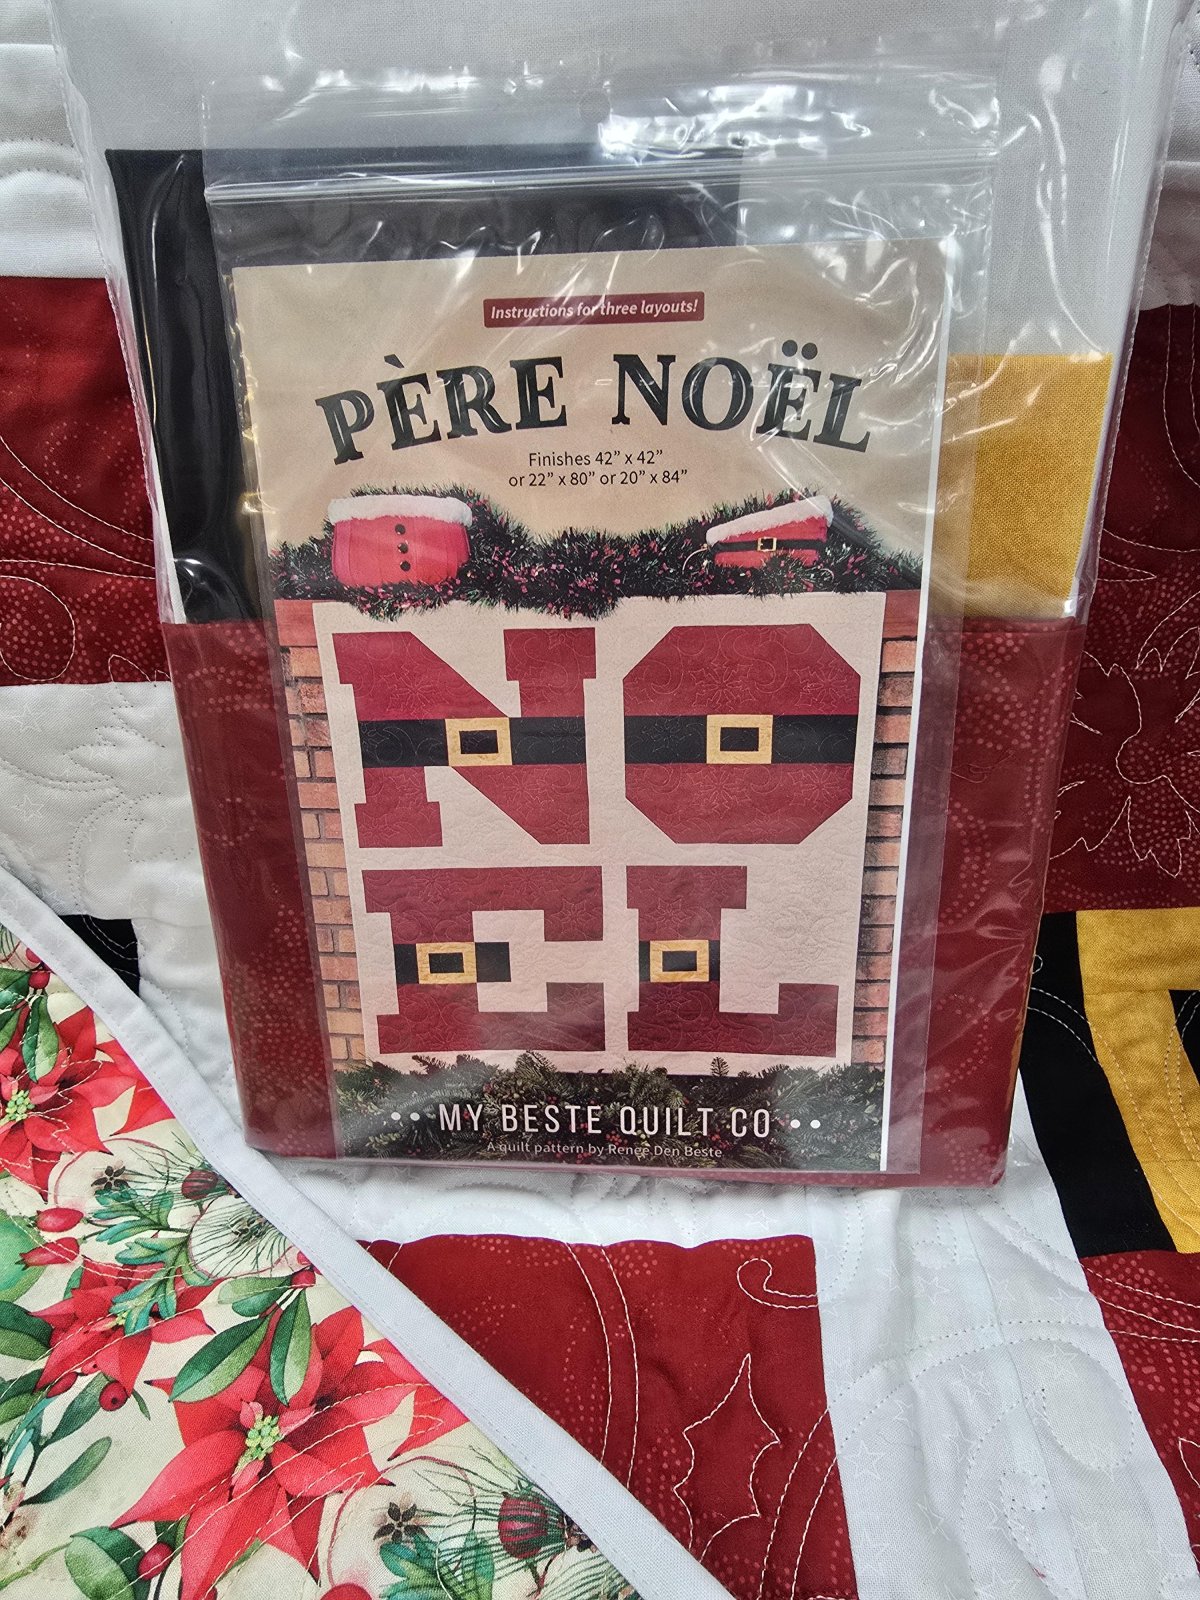 Instructions for three layouts!
PÈRE NOËL
Finishes 42” x 42”
or 22” x 80” or 20” x 84”
NO
EL
•• MY BESTE QUILT CO ••
A quilt pattern by Renee Den Beste